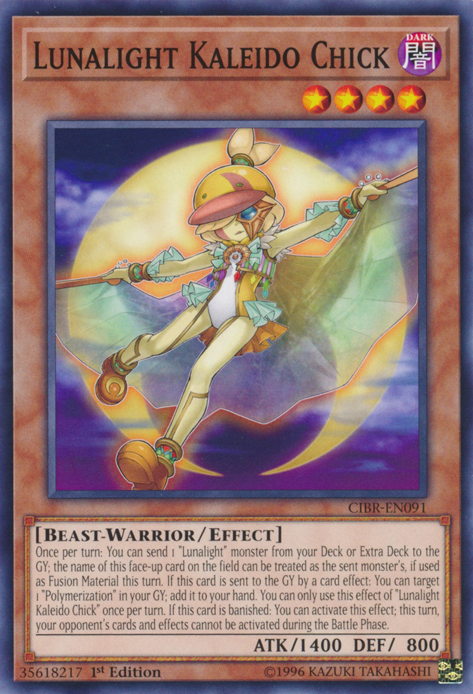 LUNALIGHT KALEIDO CHICK
DARK
闇
CIBR-EN091
[BEAST-WARRIOR/EFFECT]
Once per turn: You can send 1 "Lunalight" monster from your Deck or Extra Deck to the
GY; the name of this face-up card on the field can be treated as the sent monster's, if used
as Fusion Material this turn. If this card is sent to the GY by a card effect: You can target
1 "Polymerization" in your GY; add it to your hand. You can only use this effect of "Lunalight
Kaleido Chick" once per turn. If this card is banished: You can activate this effect; this turn,
your opponent's cards and effects cannot be activated during the Battle Phase.
ATK/1400 DEF/ 800
35618217 1st Edition ©1996 KAZUKI TAKAHASHI